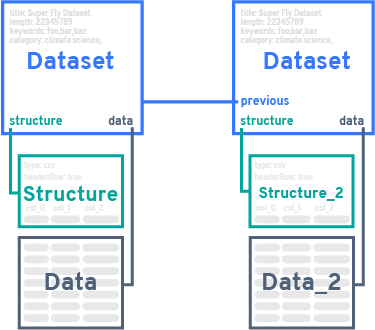 title: Super Fly Dataset
length: 22345789
keywords: foo,bar,baz
category: climate science,
Dataset
structure
data
type: csv
headerRow: true
Structure
col_0 col_1 col_2
Data
title: Super Fly Dataset
length: 22345789
keywords: foo,bar,baz
category: climate science,
Dataset
previous
structure
data
type: csv
headerRow: true
Structure_2
col_0 col_1 col_2
Data_2